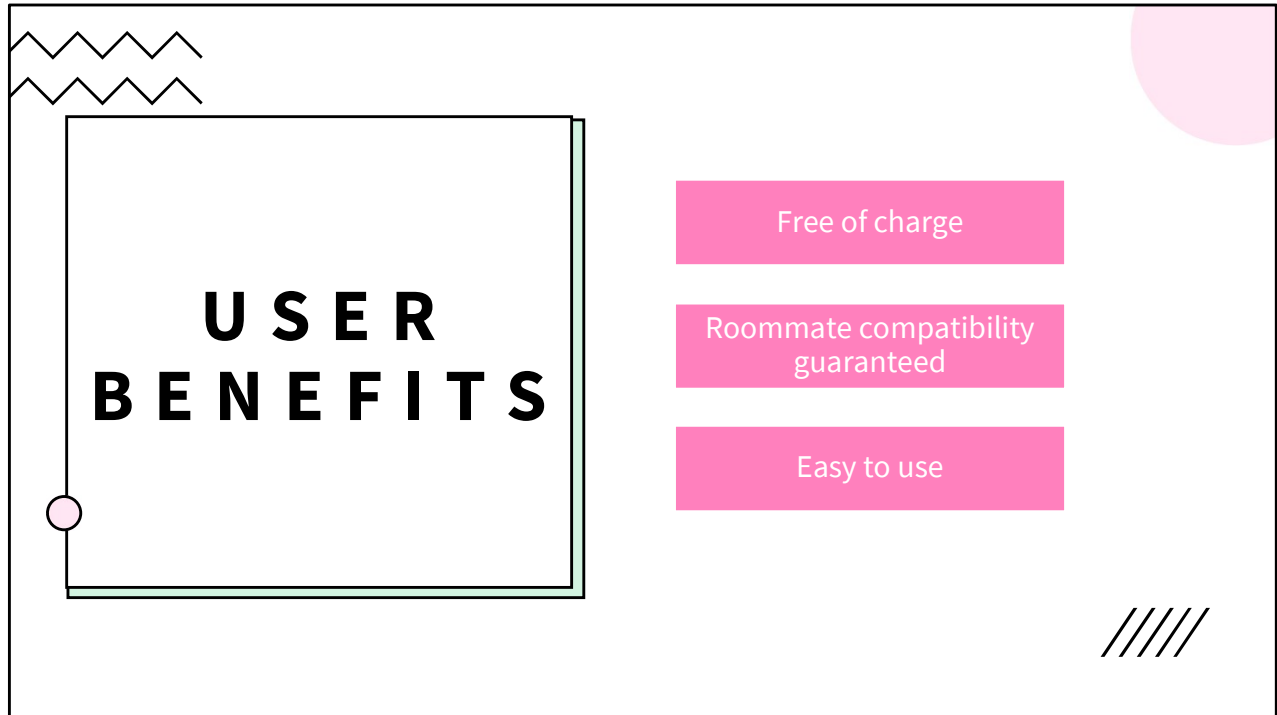 USER
BENEFITS
Free of charge
Roommate compatibility
guaranteed
Easy to use